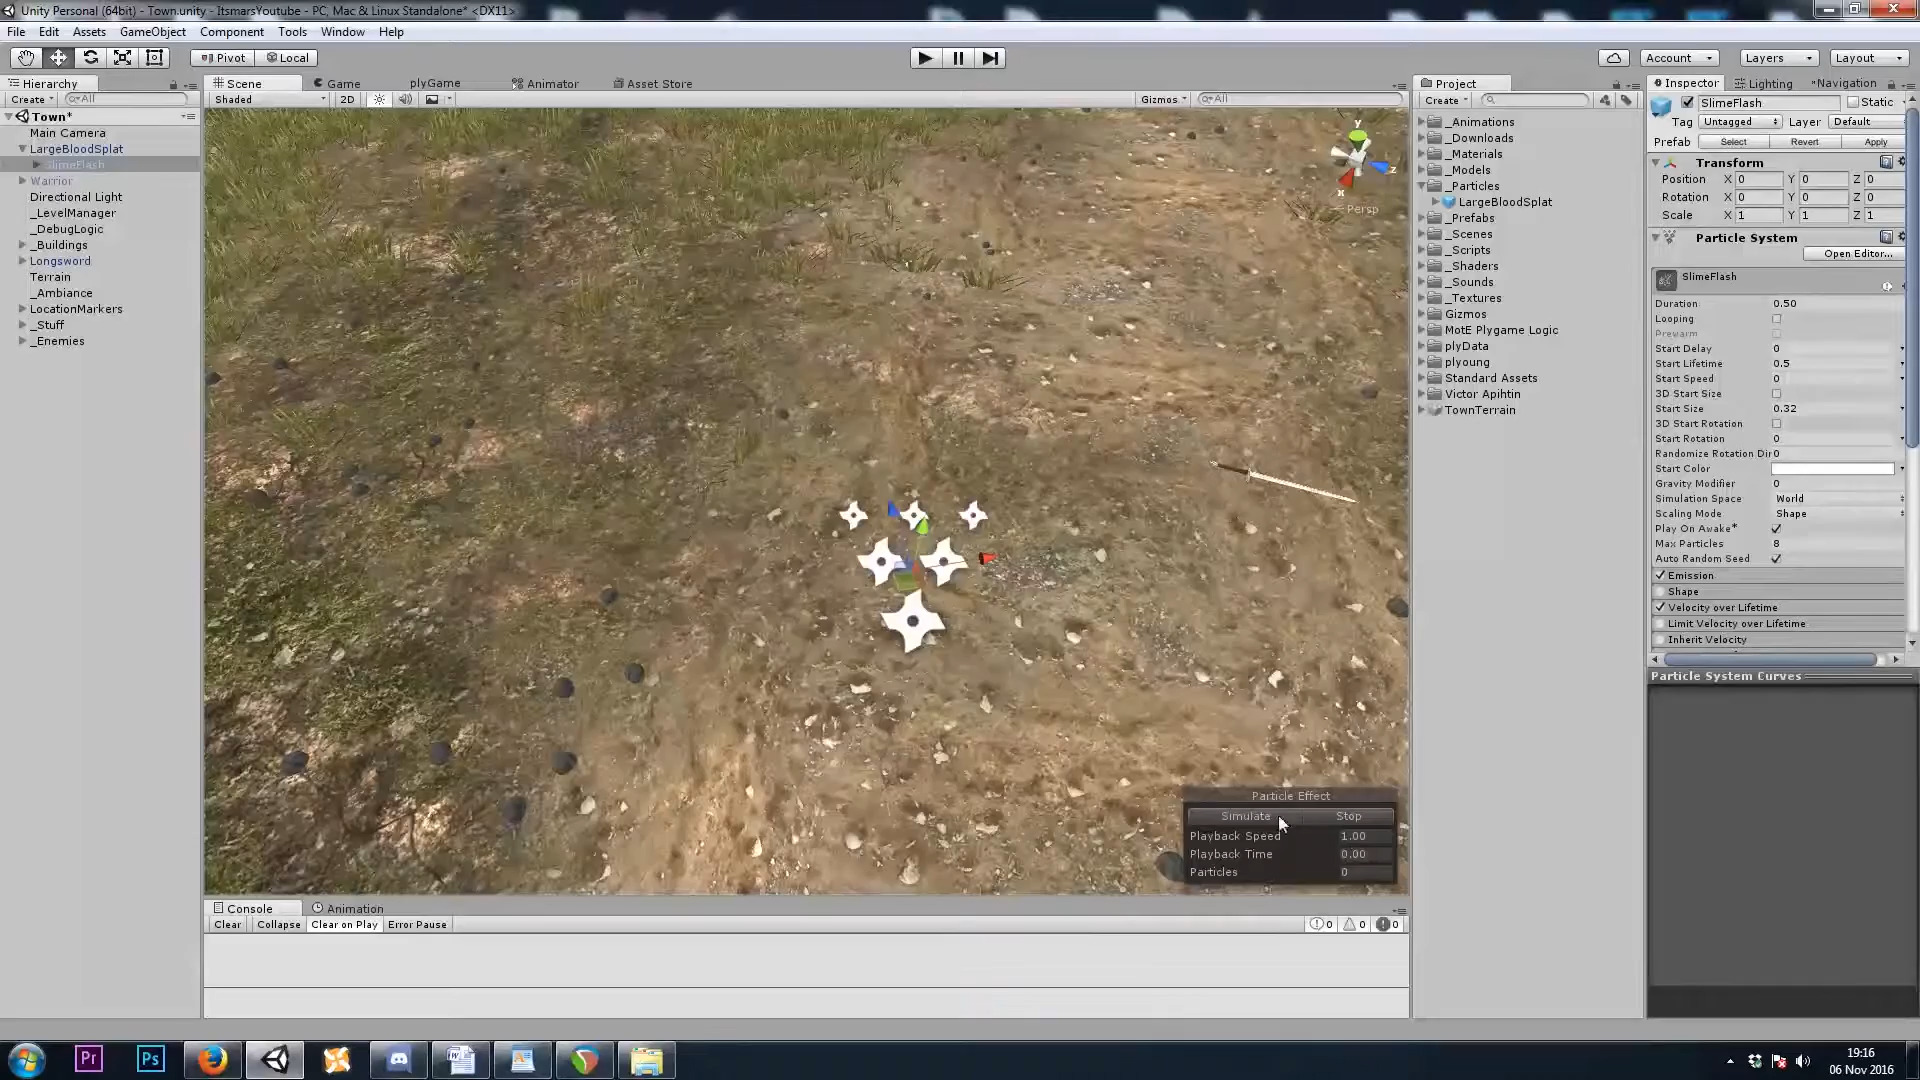 Unity Personal (64bit) - Town.unity - ItsmarsYoutube - PC, Mac & Linux Standalone* <DX11>
File Edit Assets GameObject Component Tools Window Help
Pivot Local Account Layers Layout
Hierarchy
Create All
Town*
Main Camera
LargeBloodSplat
SlimeFlash
Warrior
Directional Light
_LevelManager
_DebugLogic
_Buildings
Longsword
Terrain
_Ambiance
LocationMarkers
_Stuff
_Enemies
Scene Game plyGame Animator Asset Store
Shaded 2D Gizmos All
y
z
x
Persp
Particle Effect
Simulate Stop
Playback Speed 1.00
Playback Time 0.00
Particles 0
Console Animation
Clear Collapse Clear on Play Error Pause 0 0 0
Project
Create
_Animations
_Downloads
_Materials
_Models
_Particles
LargeBloodSplat
_Prefabs
_Scenes
_Scripts
_Shaders
_Sounds
_Textures
Gizmos
MotE Plygame Logic
plyData
plyoung
Standard Assets
Victor Apihtin
TownTerrain
Inspector Lighting Navigation
SlimeFlash Static
Tag Untagged Layer Default
Prefab Select Revert Apply
Transform
Position X 0 Y 0 Z 0
Rotation X 0 Y 0 Z 0
Scale X 1 Y 1 Z 1
Particle System
Open Editor...
SlimeFlash
Duration 0.50
Looping
Prewarm
Start Delay 0
Start Lifetime 0.5
Start Speed 0
3D Start Size
Start Size 0.32
3D Start Rotation
Start Rotation 0
Randomize Rotation Dir 0
Start Color
Gravity Modifier 0
Simulation Space World
Scaling Mode Shape
Play On Awake*
Max Particles 8
Auto Random Seed
Emission
Shape
Velocity over Lifetime
Limit Velocity over Lifetime
Inherit Velocity
Particle System Curves
Pr Ps
19:16
06 Nov 2016